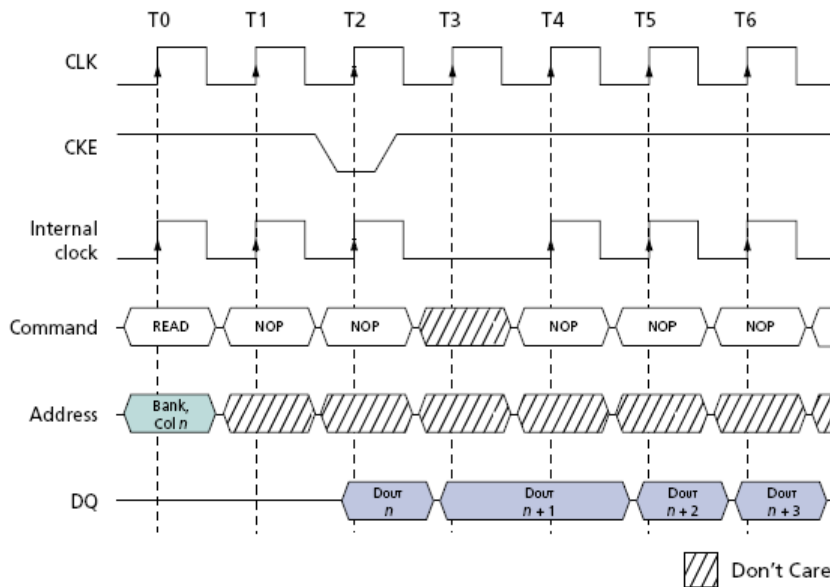 T0 T1 T2 T3 T4 T5 T6
CLK
CKE
Internal
clock
Command READ NOP NOP NOP NOP NOP
Address Bank,
Col n
DQ DOUT
n DOUT
n + 1 DOUT
n + 2 DOUT
n + 3
Don't Care